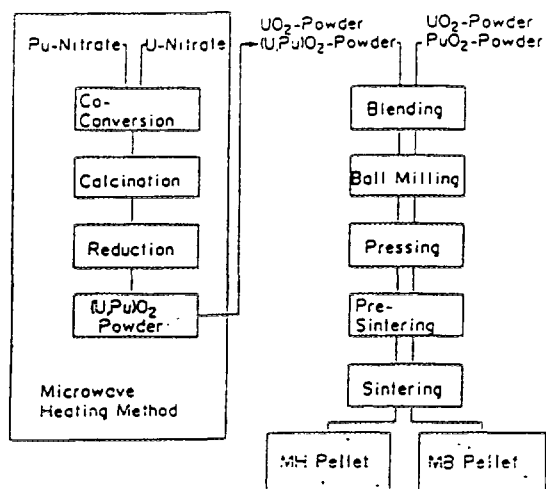 Pu-Nitrate U-Nitrate
Co-
Conversion
Calcination
Reduction
(U,Pu)O₂
Powder
Microwave
Heating Method
UO₂-Powder
(U,Pu)O₂-Powder
UO₂-Powder
PuO₂-Powder
Blending
Ball Milling
Pressing
Pre-
Sintering
Sintering
MH Pellet
MB Pellet